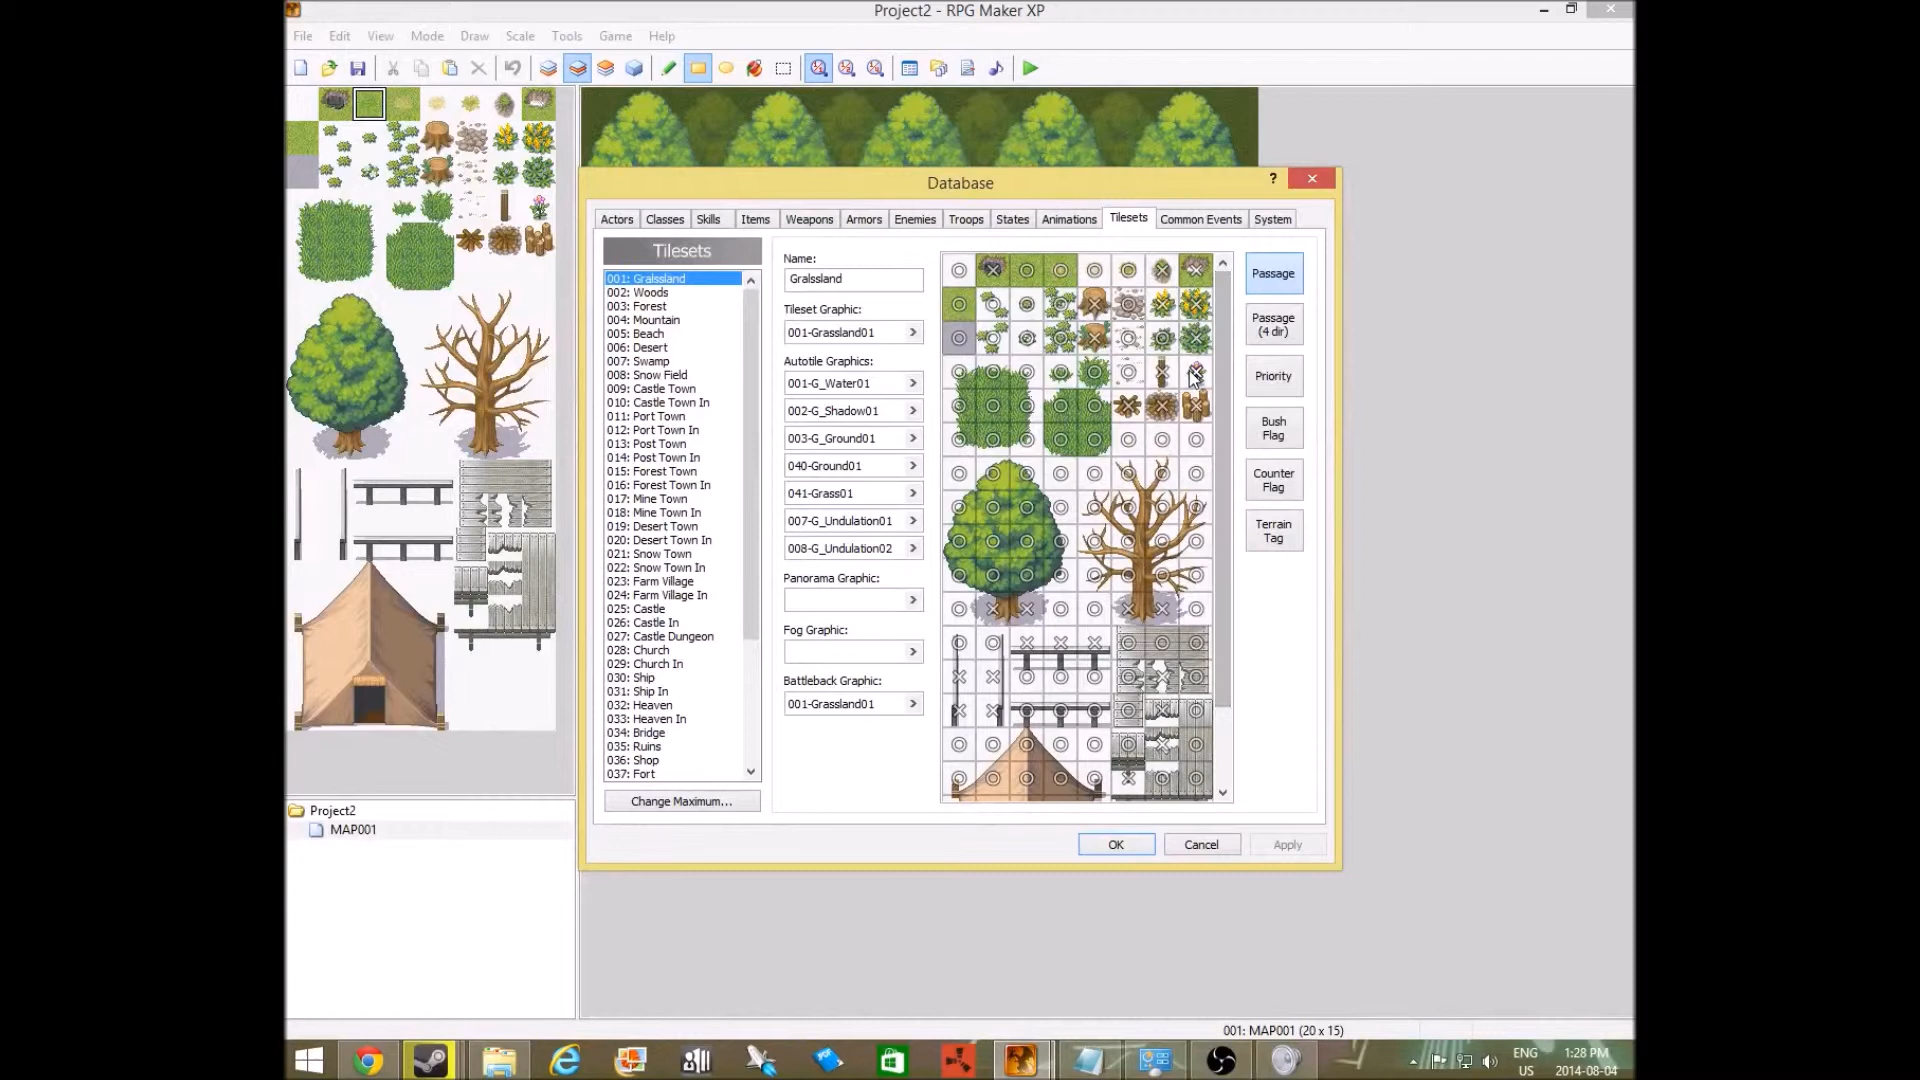 Project2 - RPG Maker XP
File Edit View Mode Draw Scale Tools Game Help
Database
Actors Classes Skills Items Weapons Armors Enemies Troops States Animations Tilesets Common Events System
Tilesets
001: Gralssland
002: Woods
003: Forest
004: Mountain
005: Beach
006: Desert
007: Swamp
008: Snow Field
009: Castle Town
010: Castle Town In
011: Port Town
012: Port Town In
013: Post Town
014: Post Town In
015: Forest Town
016: Forest Town In
017: Mine Town
018: Mine Town In
019: Desert Town
020: Desert Town In
021: Snow Town
022: Snow Town In
023: Farm Village
024: Farm Village In
025: Castle
026: Castle In
027: Castle Dungeon
028: Church
029: Church In
030: Ship
031: Ship In
032: Heaven
033: Heaven In
034: Bridge
035: Ruins
036: Shop
037: Fort
Change Maximum...
Name:
Gralssland
Tileset Graphic:
001-Grassland01
Autotile Graphics:
001-G_Water01
002-G_Shadow01
003-G_Ground01
040-Ground01
041-Grass01
007-G_Undulation01
008-G_Undulation02
Panorama Graphic:
Fog Graphic:
Battleback Graphic:
001-Grassland01
Passage
Passage
(4 dir)
Priority
Bush
Flag
Counter
Flag
Terrain
Tag
OK Cancel Apply
Project2
MAP001
001: MAP001 (20 x 15)
ENG
US
1:28 PM
2014-08-04